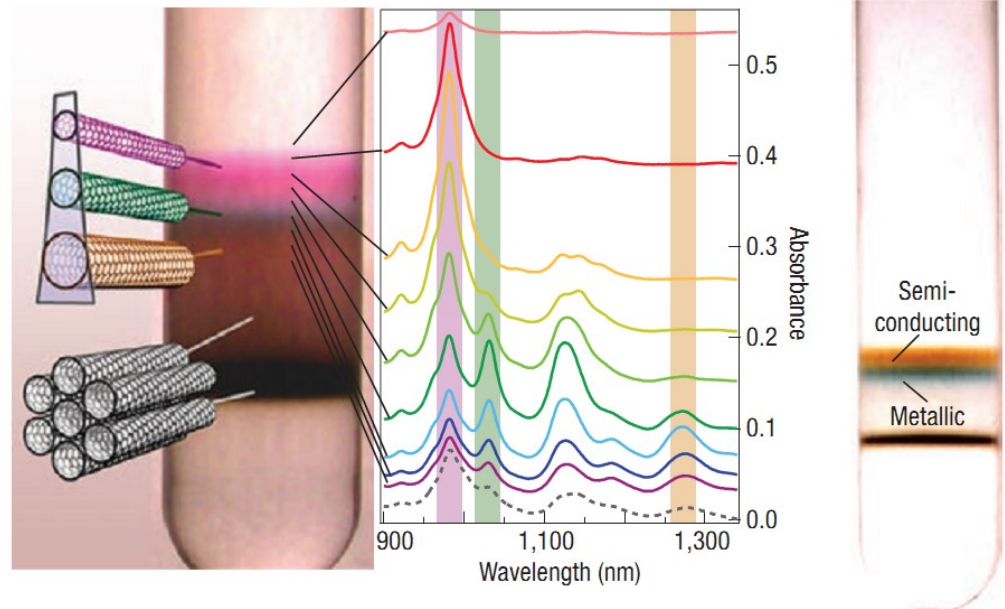 0.5
0.4
0.3
0.2
0.1
0.0
Absorbance
900
1,100
1,300
Wavelength (nm)
Semi-
conducting
Metallic